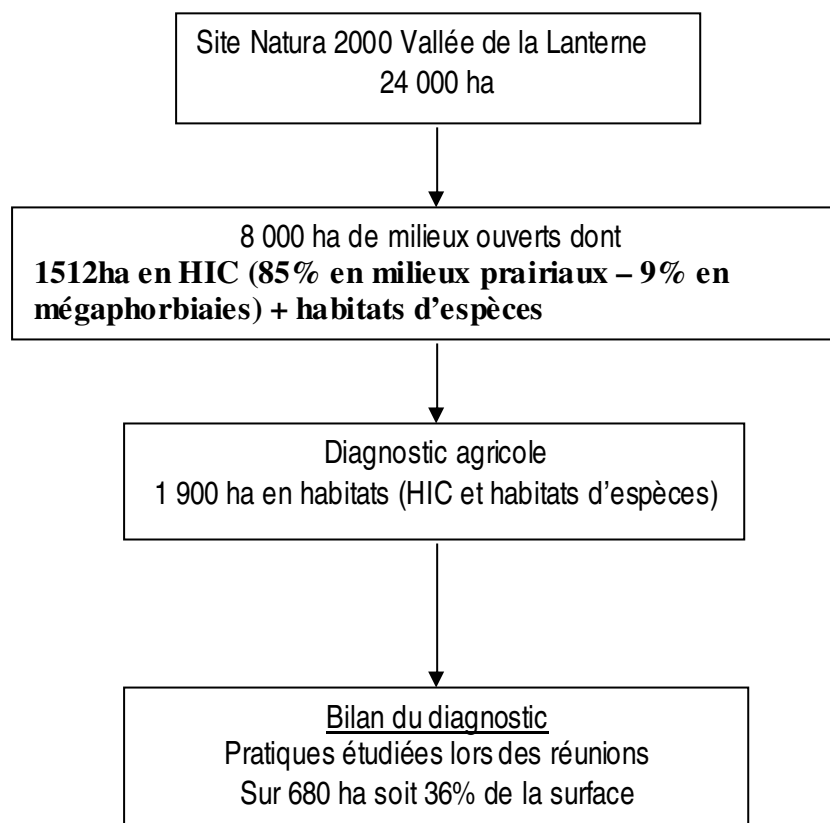 Site Natura 2000 Vallée de la Lanterne
24 000 ha
8 000 ha de milieux ouverts dont
1512ha en HIC (85% en milieux prairiaux – 9% en
mégaphorbiaies) + habitats d'espèces
Diagnostic agricole
1 900 ha en habitats (HIC et habitats d'espèces)
Bilan du diagnostic
Pratiques étudiées lors des réunions
Sur 680 ha soit 36% de la surface